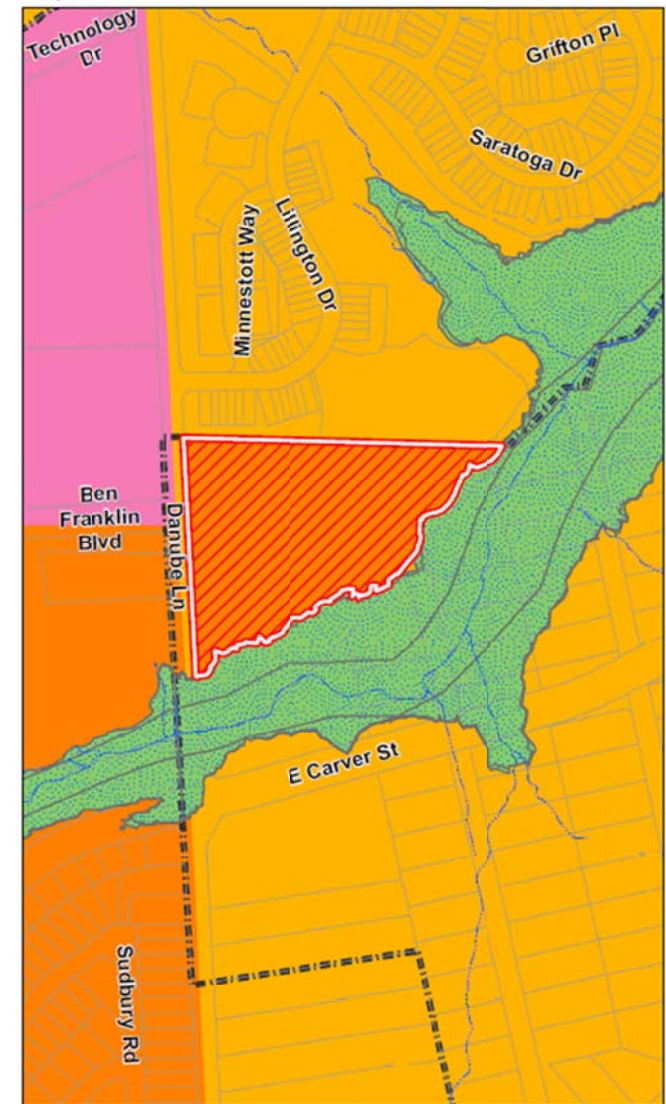 Technology
Dr
Grifton Pl
Saratoga Dr
Lillington Dr
Minnestott Way
Ben
Franklin
Blvd
Danube Ln
E Carver St
Sudbury Rd